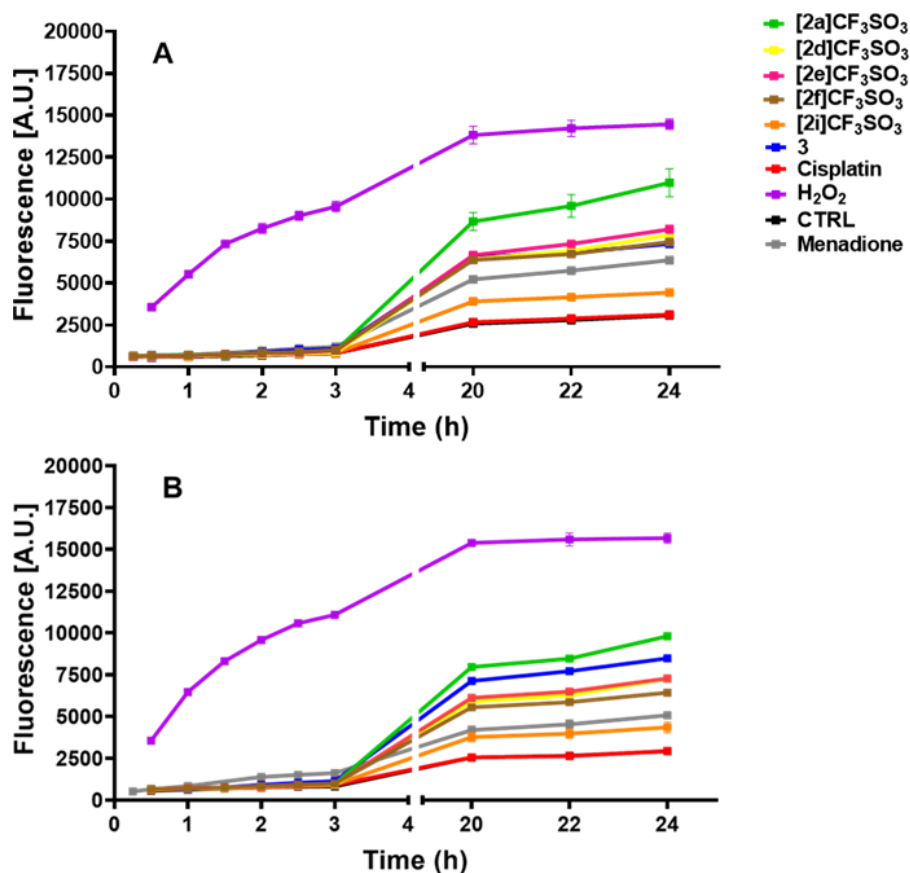 A
Fluorescence [A.U.]
20000
17500
15000
12500
10000
7500
5000
2500
0
0 1 2 3 4 20 22 24
Time (h)
[2a]CF₃SO₃
[2d]CF₃SO₃
[2e]CF₃SO₃
[2f]CF₃SO₃
[2i]CF₃SO₃
3
Cisplatin
H₂O₂
CTRL
Menadione
B
Fluorescence [A.U.]
20000
17500
15000
12500
10000
7500
5000
2500
0
0 1 2 3 4 20 22 24
Time (h)